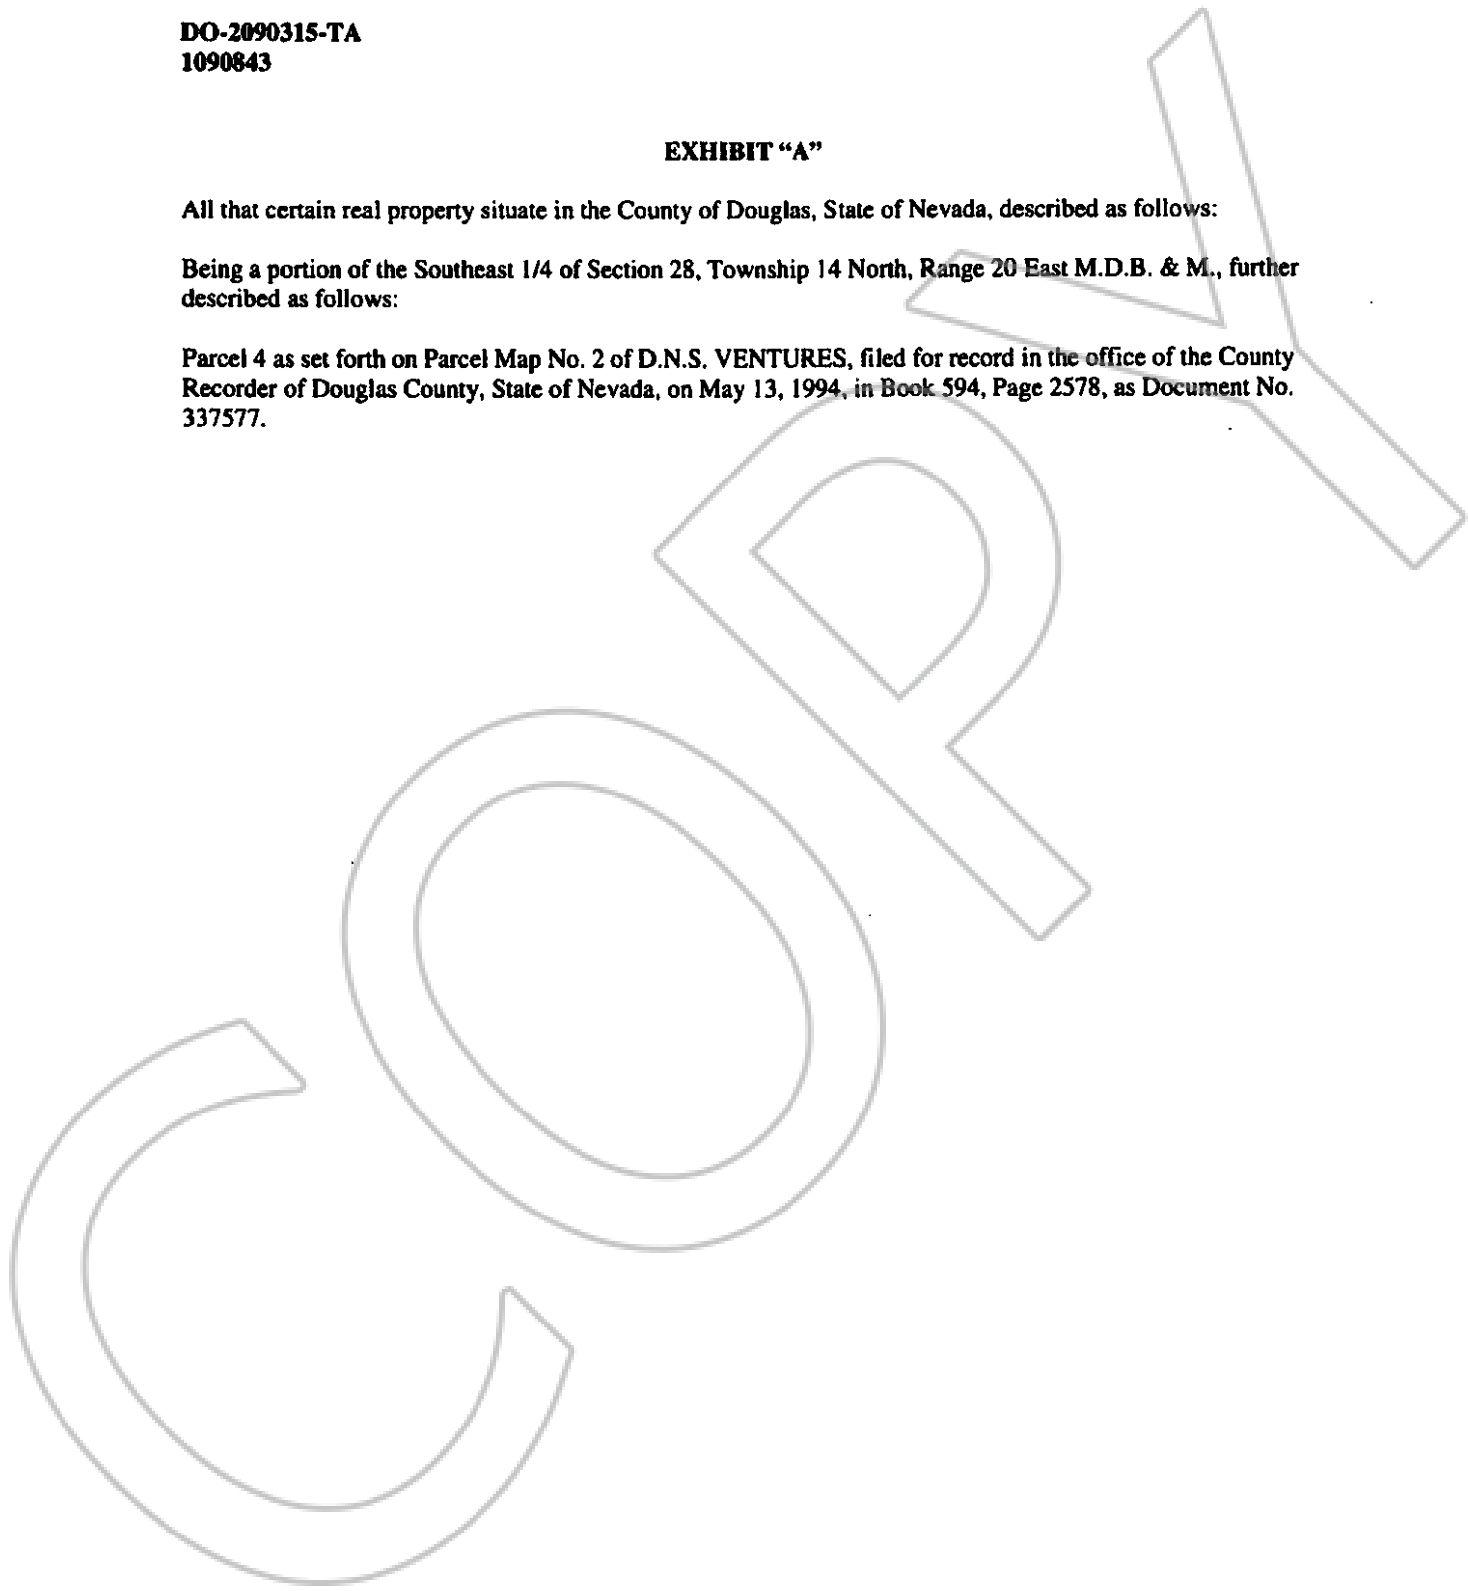 DO-2090315-TA
1090843
EXHIBIT “A”
All that certain real property situate in the County of Douglas, State of Nevada, described as follows:
Being a portion of the Southeast 1/4 of Section 28, Township 14 North, Range 20 East M.D.B. & M., further
described as follows:
Parcel 4 as set forth on Parcel Map No. 2 of D.N.S. VENTURES, filed for record in the office of the County
Recorder of Douglas County, State of Nevada, on May 13, 1994, in Book 594, Page 2578, as Document No.
337577.
COPY